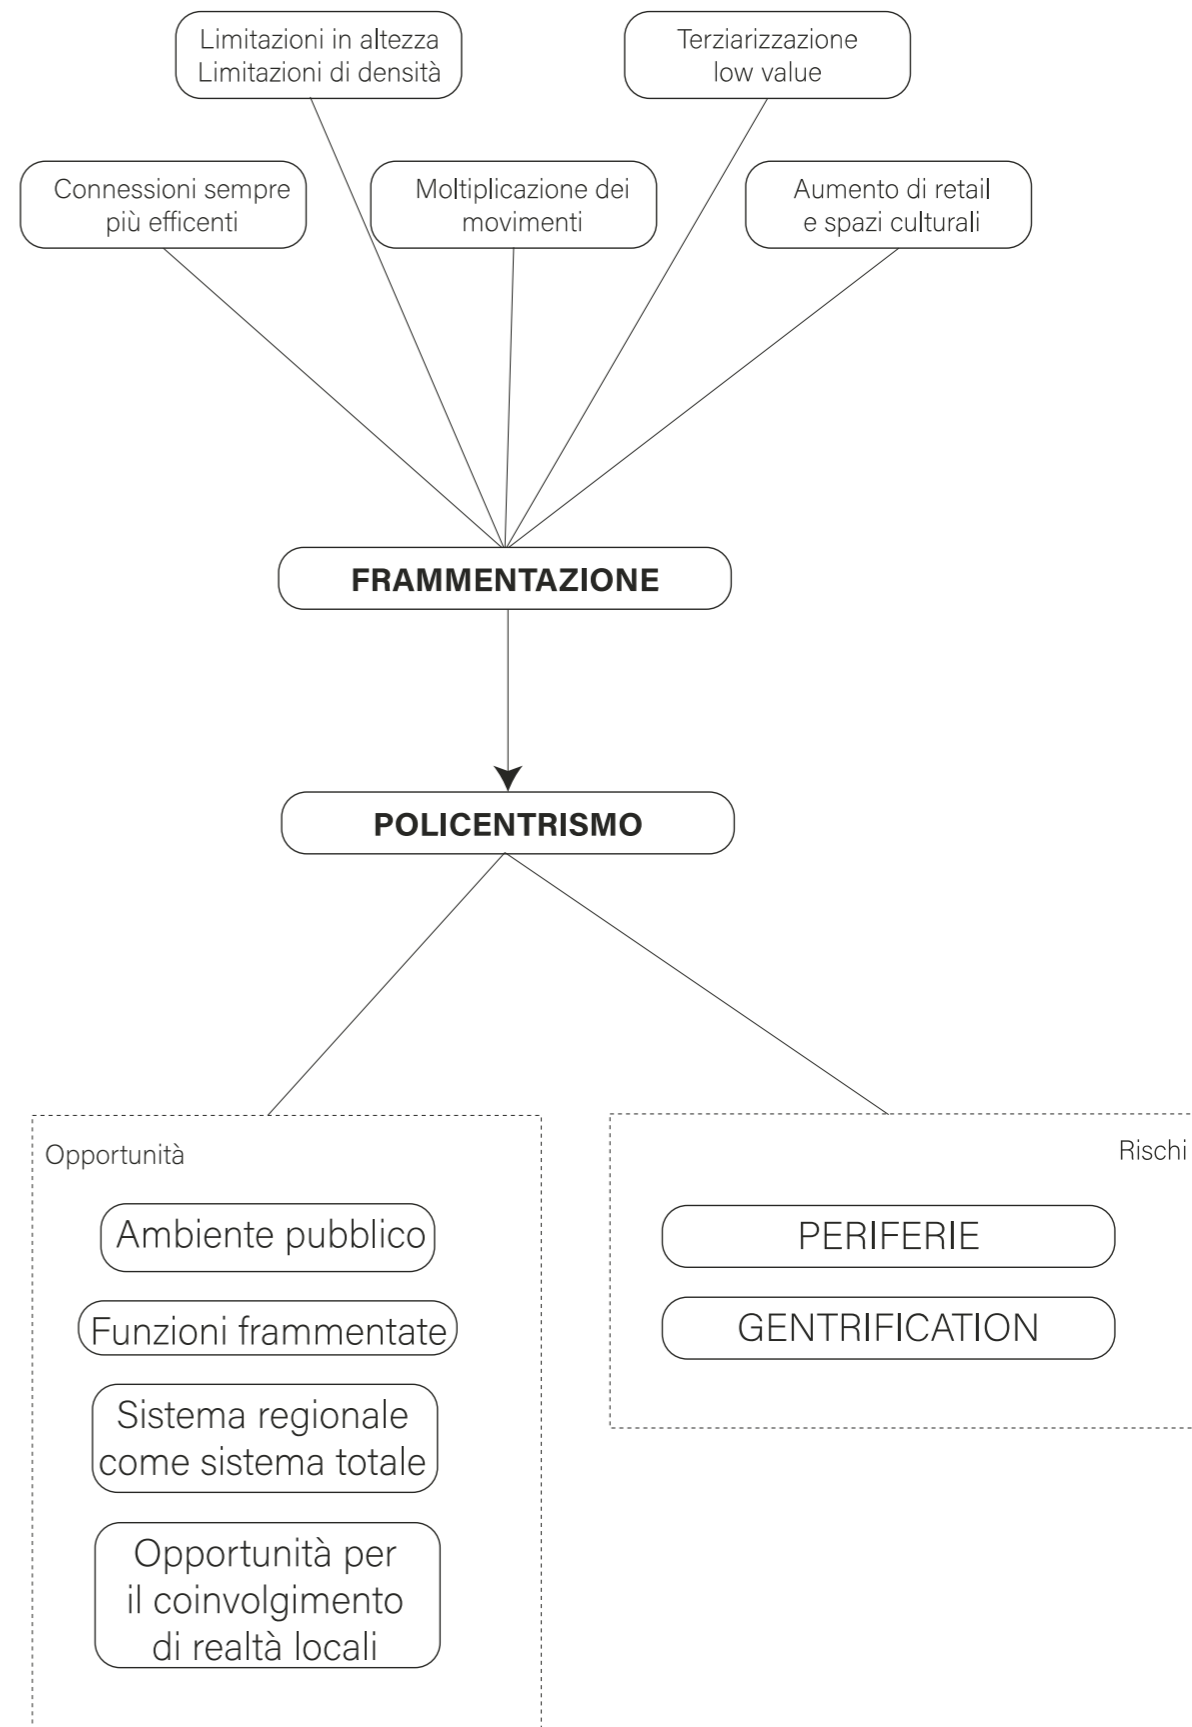 Limitazioni in altezza
Limitazioni di densità
Terziarizzazione
low value
Connessioni sempre
più efficenti
Moltiplicazione dei
movimenti
Aumento di retail
e spazi culturali
FRAMMENTAZIONE
POLICENTRISMO
Opportunità
Ambiente pubblico
Funzioni frammentate
Sistema regionale
come sistema totale
Opportunità per
il coinvolgimento
di realtà locali
Rischi
PERIFERIE
GENTRIFICATION